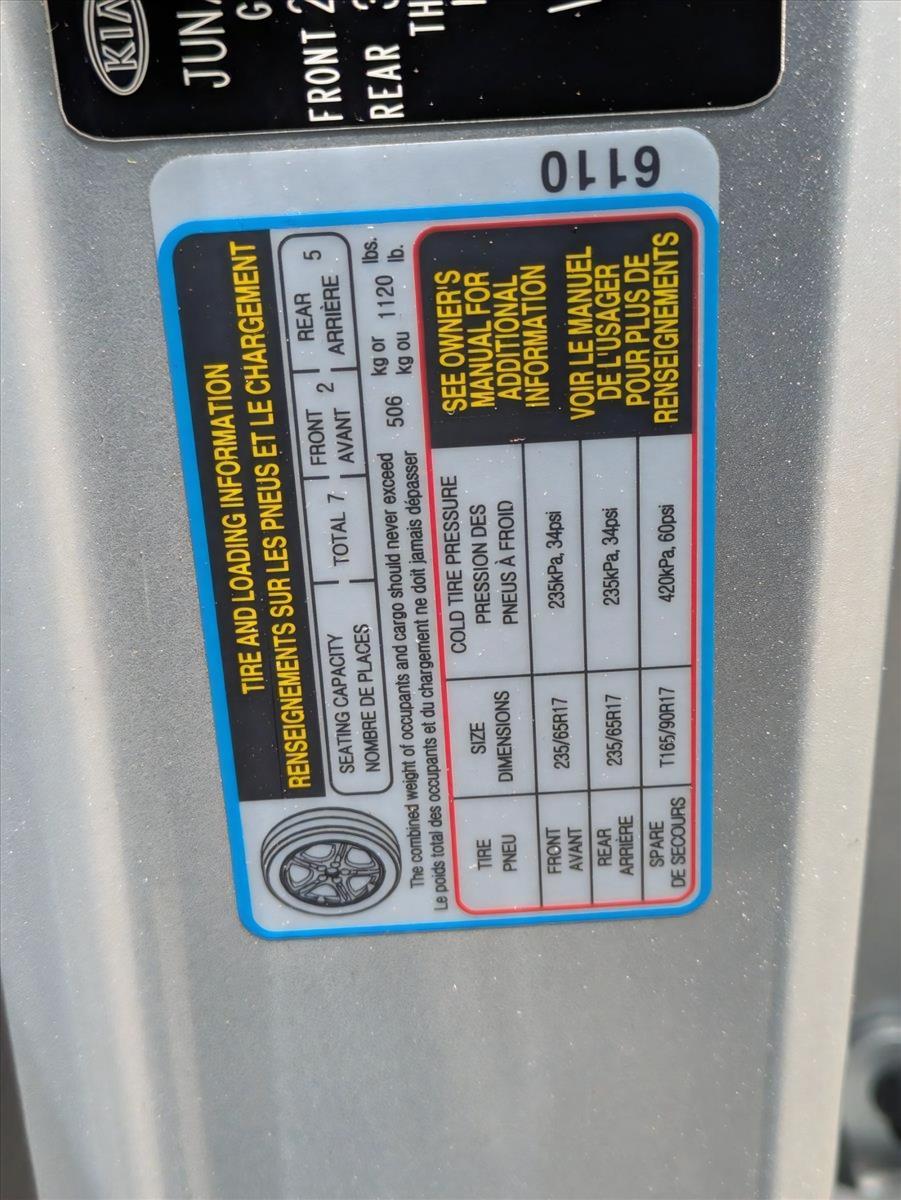 KIA
JUN
G
FRONT 2
REAR 3
TH
6110
TIRE AND LOADING INFORMATION
RENSEIGNEMENTS SUR LES PNEUS ET LE CHARGEMENT
SEATING CAPACITY
NOMBRE DE PLACES
TOTAL 7
FRONT
AVANT 2
REAR
ARRIÈRE 5
The combined weight of occupants and cargo should never exceed 506 kg or 1120 lbs.
Le poids total des occupants et du chargement ne doit jamais dépasser kg ou lb.
TIRE
PNEU
SIZE
DIMENSIONS
COLD TIRE PRESSURE
PRESSION DES
PNEUS À FROID
FRONT
AVANT
235/65R17
235kPa, 34psi
REAR
ARRIÈRE
235/65R17
235kPa, 34psi
SPARE
DE SECOURS
T165/90R17
420kPa, 60psi
SEE OWNER'S
MANUAL FOR
ADDITIONAL
INFORMATION
VOIR LE MANUEL
DE L'USAGER
POUR PLUS DE
RENSEIGNEMENTS